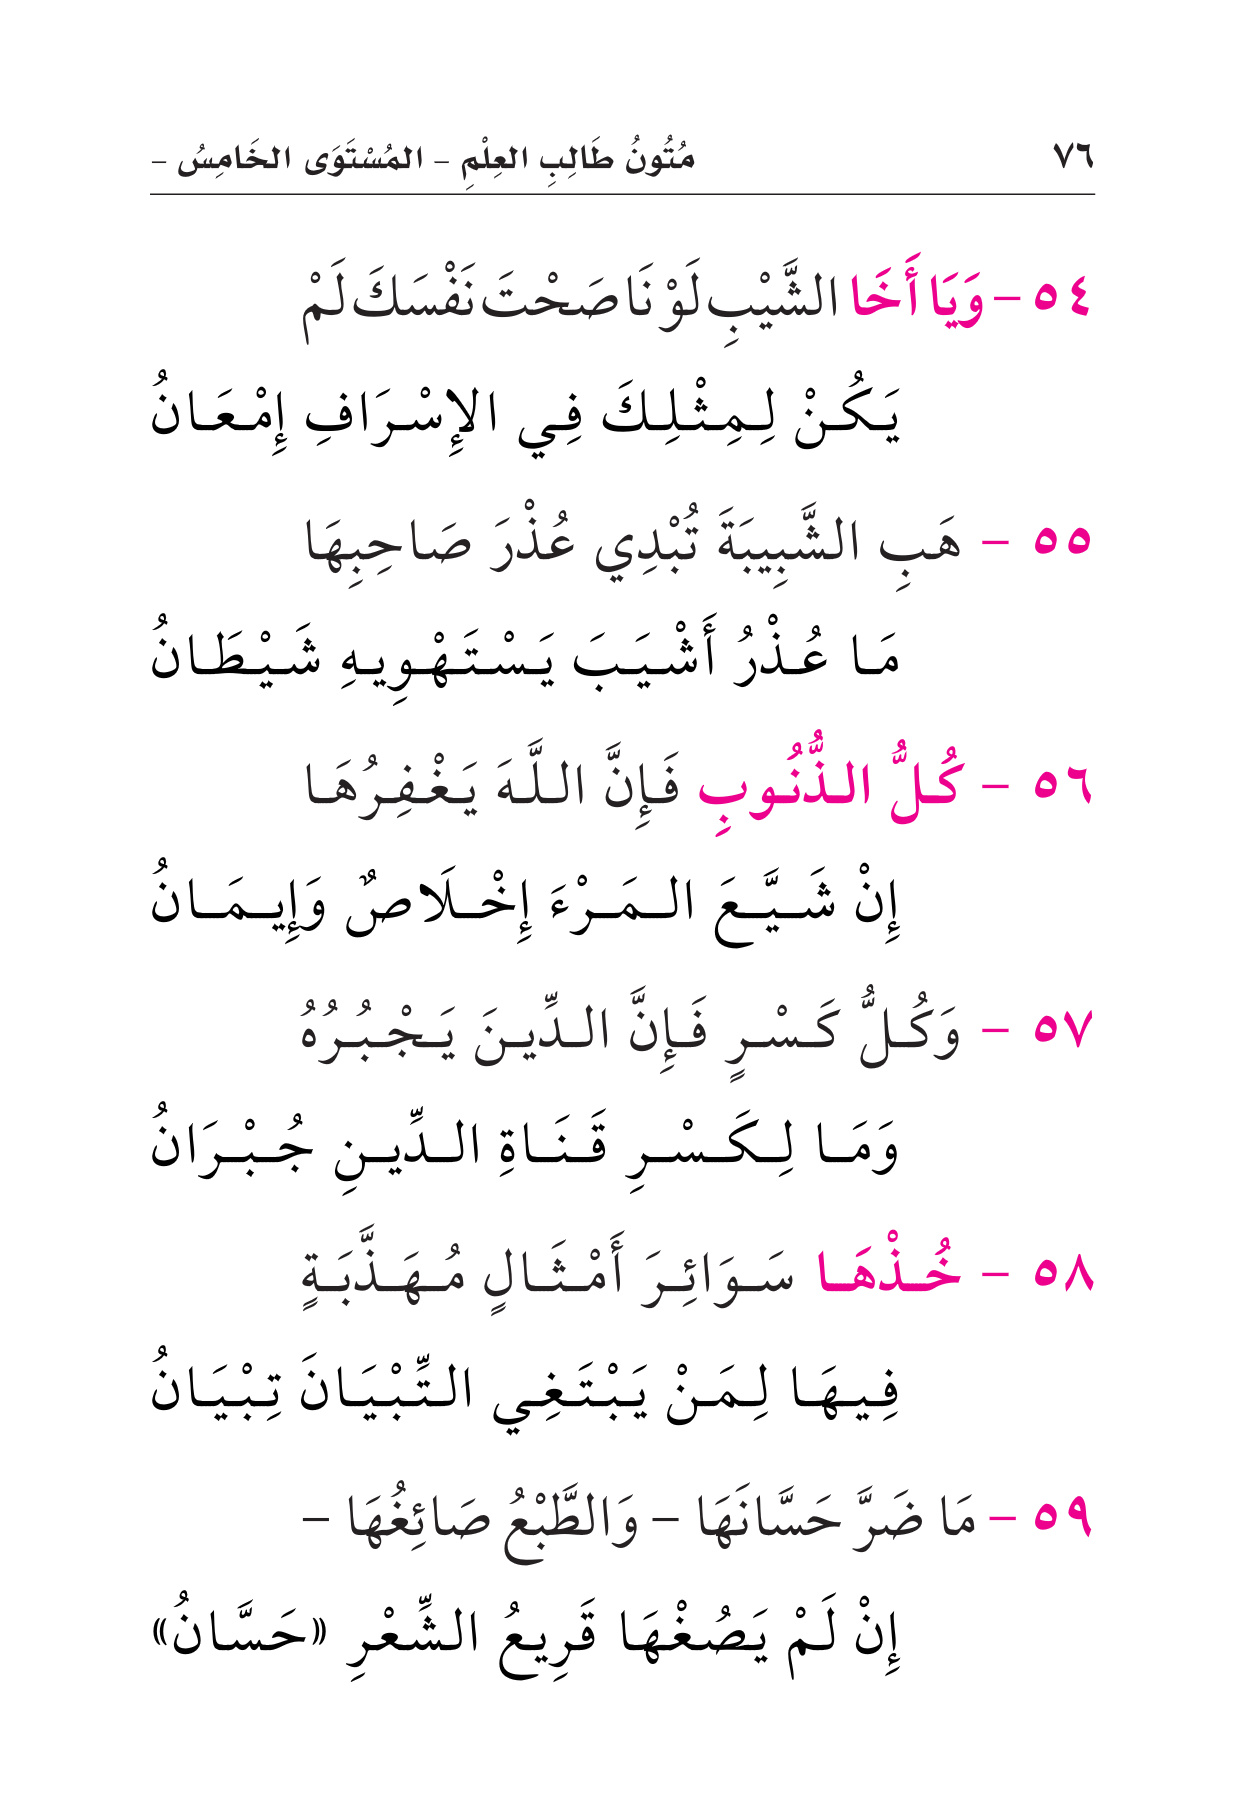 ٧٦ مُتُونُ طَالِبِ العِلْمِ – المُسْتَوَى الخَامِسُ –
٥٤ – وَيَا أَخَا الشَّيْبِ لَوْ نَاصَحْتَ نَفْسَكَ لَمْ
يَكُنْ لِمِثْلِكَ فِي الإِسْرَافِ إِمْعَانُ
٥٥ – هَبِ الشَّبِيبَةَ تُبْدِي عُذْرَ صَاحِبِهَا
مَا عُذْرُ أَشْيَبَ يَسْتَهْوِيهِ شَيْطَانُ
٥٦ – كُلُّ الذُّنُوبِ فَإِنَّ اللَّهَ يَغْفِرُهَا
إِنْ شَيَّعَ المَرْءَ إِخْلَاصٌ وَإِيمَانُ
٥٧ – وَكُلُّ كَسْرٍ فَإِنَّ الدِّينَ يَجْبُرُهُ
وَمَا لِكَسْرِ قَنَاةِ الدِّينِ جُبْرَانُ
٥٨ – خُذْهَا سَوَائِرَ أَمْثَالٍ مُهَذَّبَةٍ
فِيهَا لِمَنْ يَبْتَغِي التِّبْيَانَ تِبْيَانُ
٥٩ – مَا ضَرَّ حَسَّانَهَا – وَالطَّبْعُ صَائِغُهَا –
إِنْ لَمْ يَصُغْهَا قَرِيعُ الشِّعْرِ «حَسَّانُ»